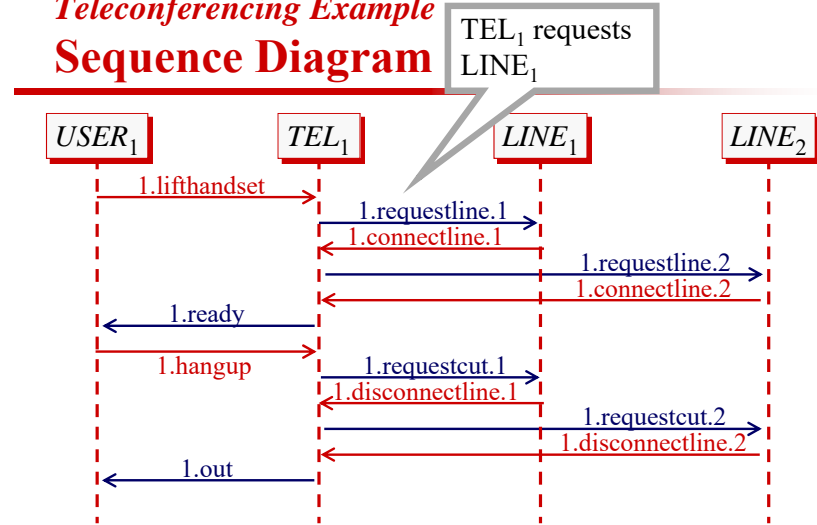 Teleconferencing Example
Sequence Diagram
TEL₁ requests
LINE₁
USER₁
TEL₁
LINE₁
LINE₂
1.lifthandset
1.requestline.1
1.connectline.1
1.requestline.2
1.connectline.2
1.ready
1.hangup
1.requestcut.1
1.disconnectline.1
1.requestcut.2
1.disconnectline.2
1.out